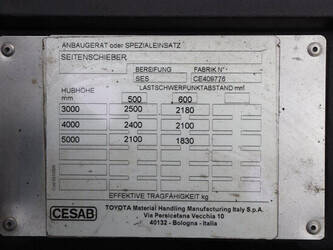 ANBAUGERÄT oder SPEZIALEINSATZ
SEITENSCHIEBER
BEREIFUNG FABRIK N°
SES CE409776
HUBHÖHE LASTSCHWERPUNKTABSTAND mm
mm 500 600
3000 2500 2180
4000 2400 2100
5000 2100 1830
EFFEKTIVE TRAGFÄHIGKEIT kg
CESAB TOYOTA Material Handling Manufacturing Italy S.p.A.
Via Persicetana Vecchia 10
40132 - Bologna - Italia